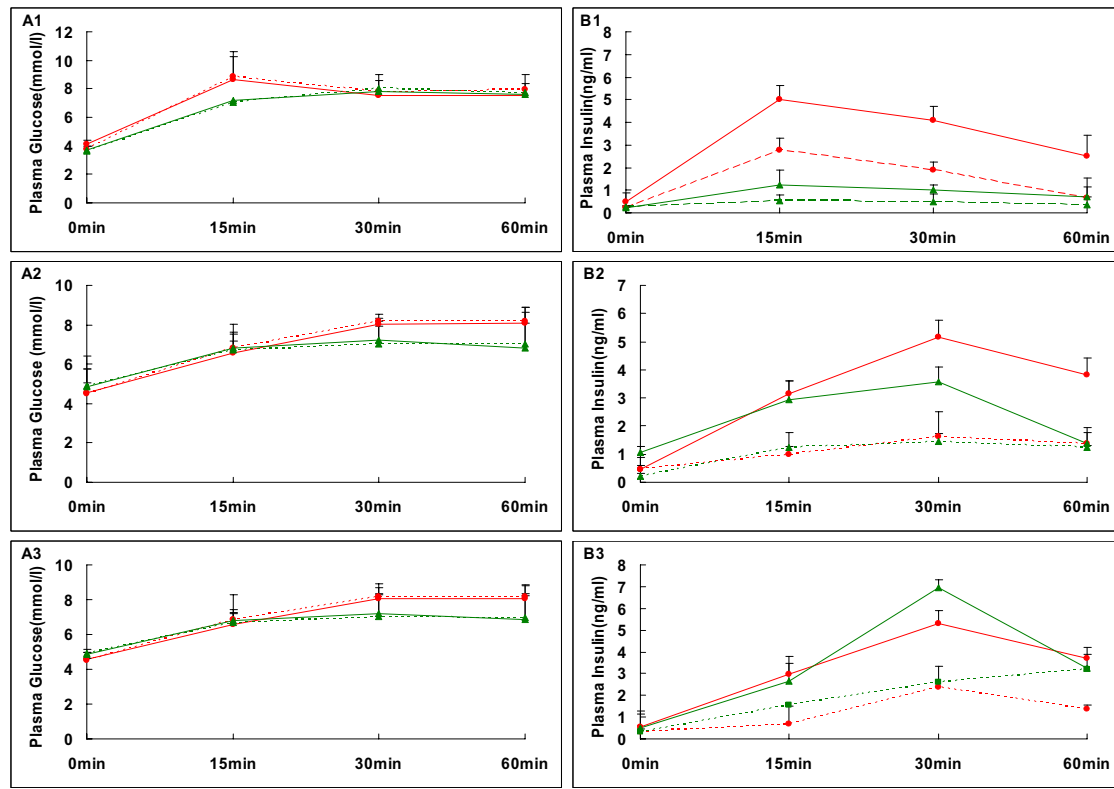 A1
Plasma Glucose(mmol/l)
12
10
8
6
4
2
0
0min 15min 30min 60min
B1
Plasma Insulin(ng/ml)
8
7
6
5
4
3
2
1
0
0min 15min 30min 60min
A2
Plasma Glucose (mmol/l)
10
8
6
4
2
0
0min 15min 30min 60min
B2
Plasma Insulin(ng/ml)
7
6
5
4
3
2
1
0
0min 15min 30min 60min
A3
Plasma Glucose(mmol/l)
10
8
6
4
2
0
0min 15min 30min 60min
B3
Plasma Insulin(ng/ml)
8
7
6
5
4
3
2
1
0
0min 15min 30min 60min